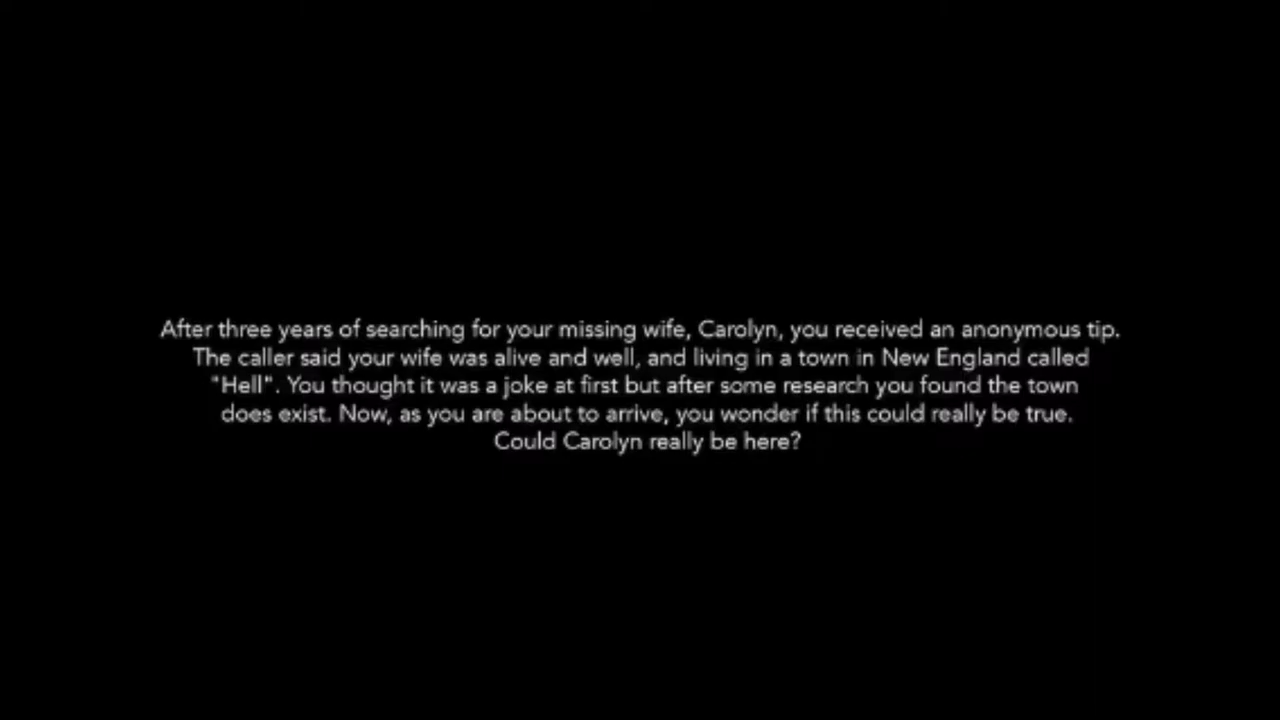 After three years of searching for your missing wife, Carolyn, you received an anonymous tip.
The caller said your wife was alive and well, and living in a town in New England called
"Hell". You thought it was a joke at first but after some research you found the town
does exist. Now, as you are about to arrive, you wonder if this could really be true.
Could Carolyn really be here?